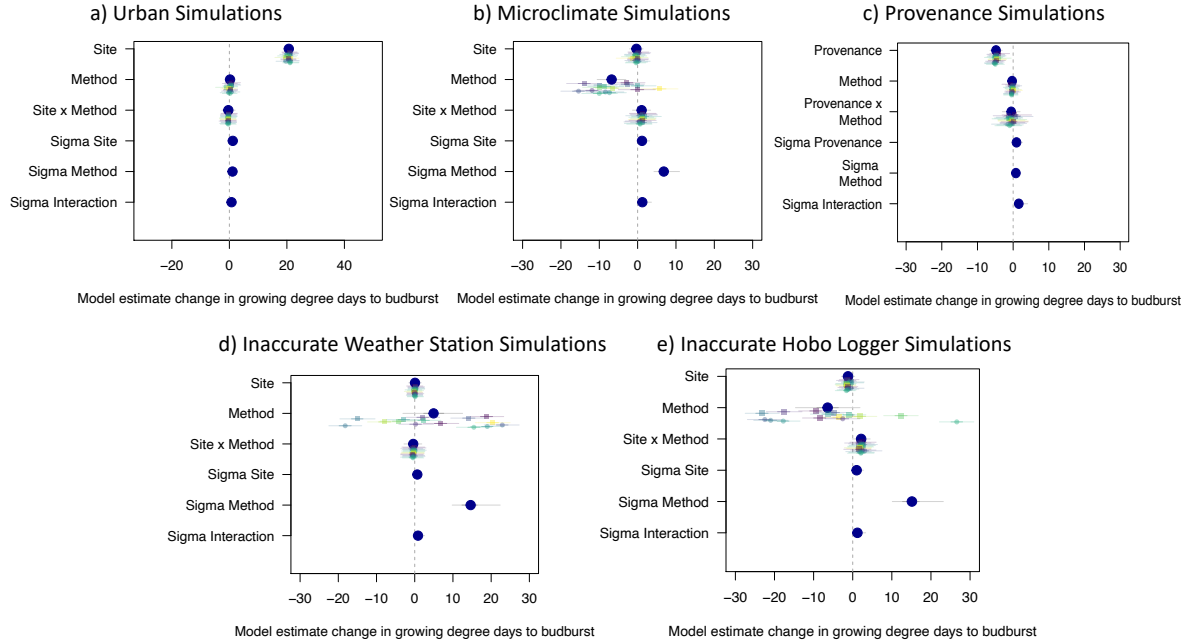 a) Urban Simulations
Site
Method
Site x Method
Sigma Site
Sigma Method
Sigma Interaction
−20 0 20 40
Model estimate change in growing degree days to budburst
b) Microclimate Simulations
Site
Method
Site x Method
Sigma Site
Sigma Method
Sigma Interaction
−30 −20 −10 0 10 20 30
Model estimate change in growing degree days to budburst
c) Provenance Simulations
Provenance
Method
Provenance x
Method
Sigma Provenance
Sigma
Method
Sigma Interaction
−30 −20 −10 0 10 20 30
Model estimate change in growing degree days to budburst
d) Inaccurate Weather Station Simulations
Site
Method
Site x Method
Sigma Site
Sigma Method
Sigma Interaction
−30 −20 −10 0 10 20 30
Model estimate change in growing degree days to budburst
e) Inaccurate Hobo Logger Simulations
Site
Method
Site x Method
Sigma Site
Sigma Method
Sigma Interaction
−30 −20 −10 0 10 20 30
Model estimate change in growing degree days to budburst